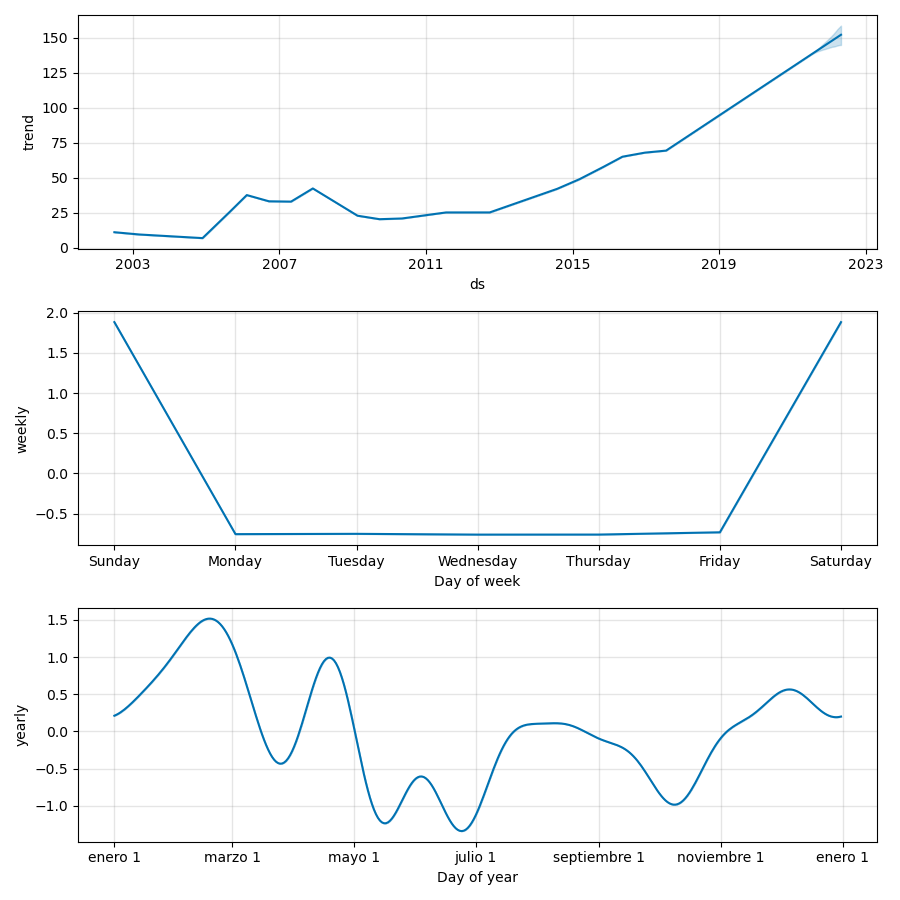 150
125
100
75
50
25
0
trend
2003 2007 2011 2015 2019 2023
ds
2.0
1.5
1.0
0.5
0.0
−0.5
weekly
Sunday Monday Tuesday Wednesday Thursday Friday Saturday
Day of week
1.5
1.0
0.5
0.0
−0.5
−1.0
yearly
enero 1 marzo 1 mayo 1 julio 1 septiembre 1 noviembre 1 enero 1
Day of year